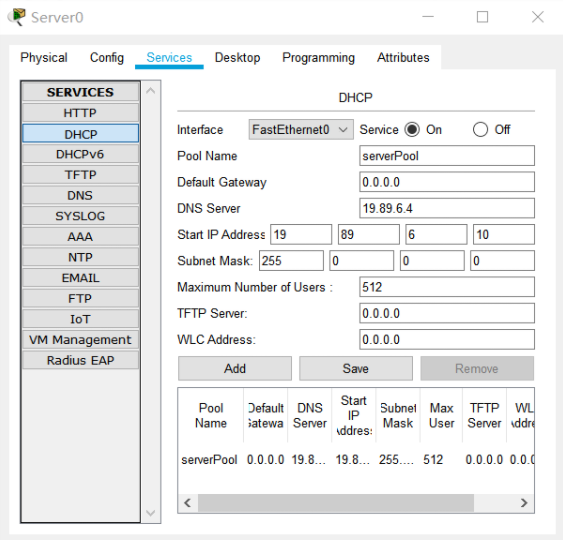 Server0
Physical Config Services Desktop Programming Attributes
SERVICES
HTTP
DHCP
DHCPv6
TFTP
DNS
SYSLOG
AAA
NTP
EMAIL
FTP
IoT
VM Management
Radius EAP
DHCP
Interface FastEthernet0 Service On Off
Pool Name serverPool
Default Gateway 0.0.0.0
DNS Server 19.89.6.4
Start IP Address 19 89 6 10
Subnet Mask: 255 0 0 0
Maximum Number of Users : 512
TFTP Server: 0.0.0.0
WLC Address: 0.0.0.0
Add Save Remove
Pool Name Default Gatewa DNS Server Start IP Address Subnet Mask Max User TFTP Server WL Addre
serverPool 0.0.0.0 19.8... 19.8... 255.... 512 0.0.0.0 0.0.0